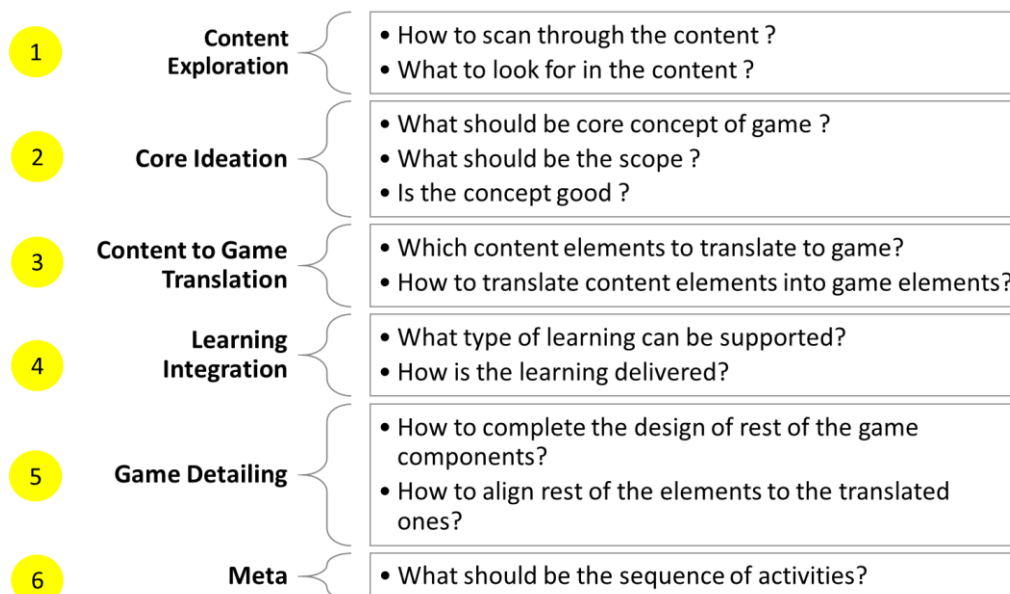 1
Content
Exploration
• How to scan through the content ?
• What to look for in the content ?
2
Core Ideation
• What should be core concept of game ?
• What should be the scope ?
• Is the concept good ?
3
Content to Game
Translation
• Which content elements to translate to game?
• How to translate content elements into game elements?
4
Learning
Integration
• What type of learning can be supported?
• How is the learning delivered?
5
Game Detailing
• How to complete the design of rest of the game
components?
• How to align rest of the elements to the translated
ones?
6
Meta
• What should be the sequence of activities?